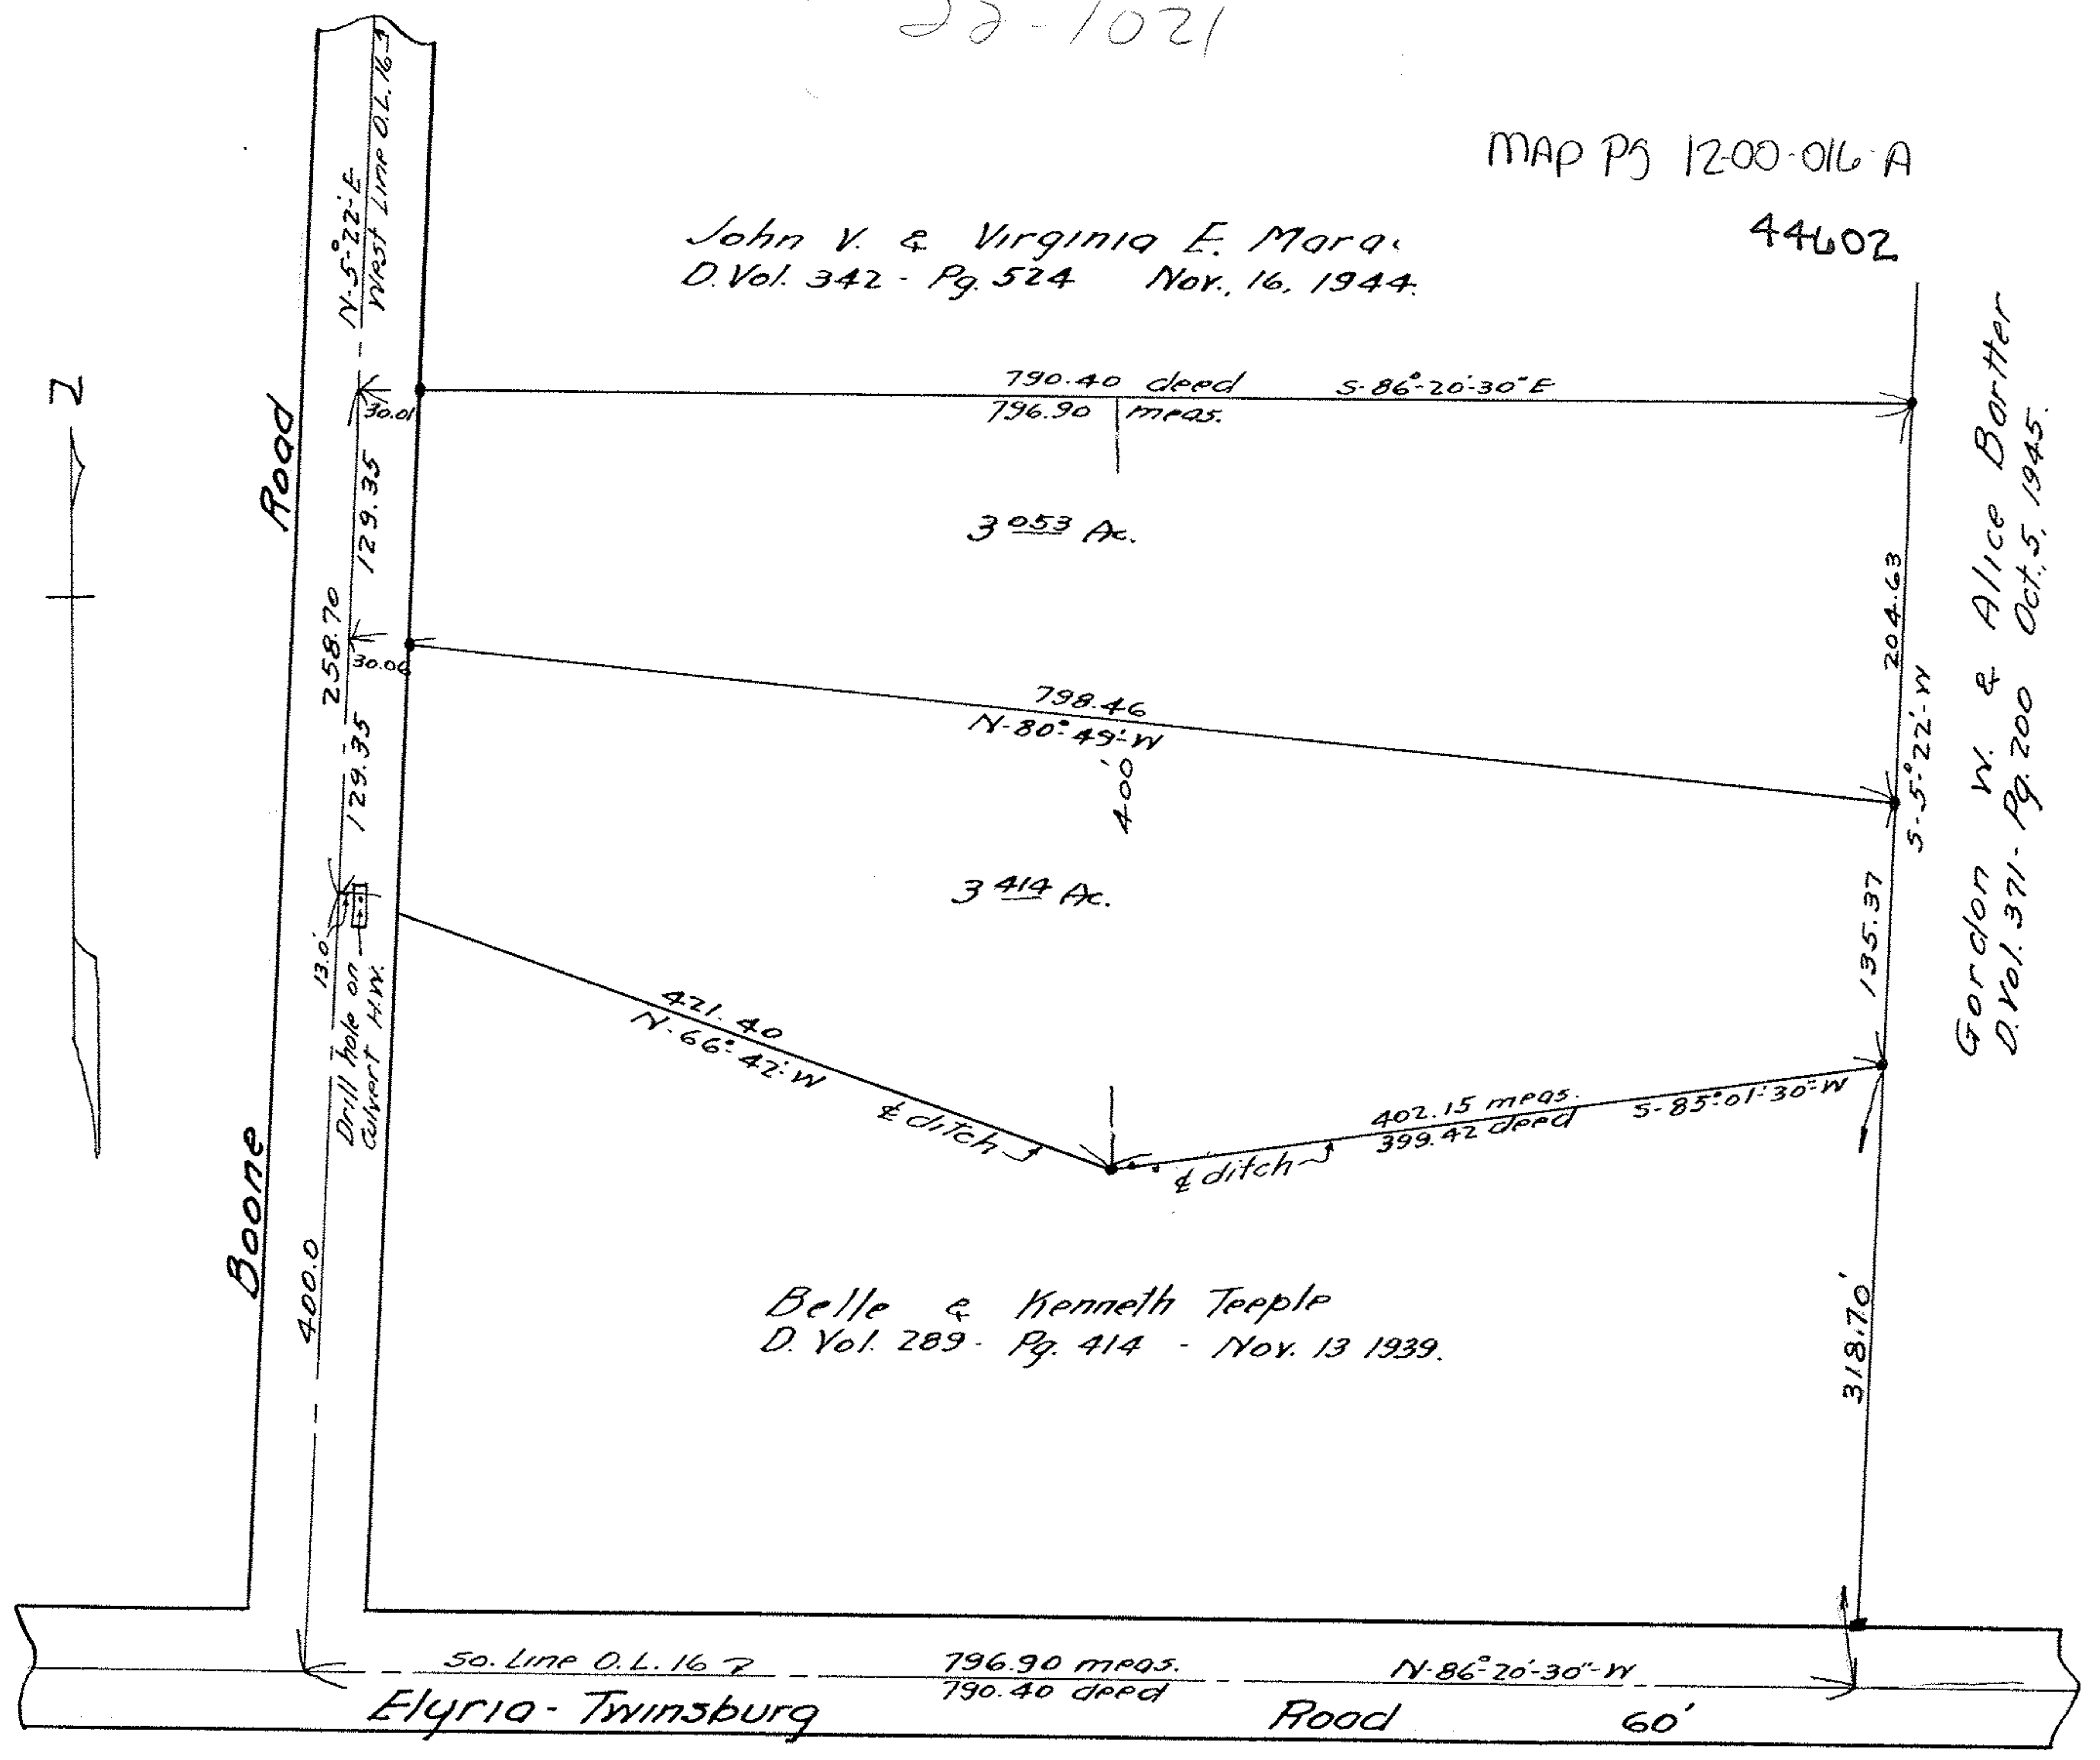 22-1021
MAP PG 1200-016-A
44602
John V. & Virginia E. Mara.
D. Vol. 342 - Pg. 524 Nov., 16, 1944.
N-5°-22'-E
West Line O.L. 16
N
Road
30.01
790.40 deed S-86°-20'-30" E
796.90 meas.
129.35
3 053 Ac.
204.63
Gordon W. & Alice Bartter
D. Vol. 371 - Pg. 200 Oct., 5, 1945.
258.70
30.06
798.46
N-80°-49'-W
400'
S-5°-22'-W
129.35
3 414 Ac.
135.37
13.0'
Drill hole on
Culvert H.W.
421.40
N-66°-42'-W
℄ ditch
402.15 meas. S-85°-01'-30"-W
399.42 deed
℄ ditch
Boone
400.0
Belle & Kenneth Teeple
D. Vol. 289 - Pg. 414 - Nov. 13 1939.
318.70'
So. Line O.L. 16 796.90 meas. N-86°-20'-30"-W
790.40 deed
Elyria - Twinsburg Road 60'